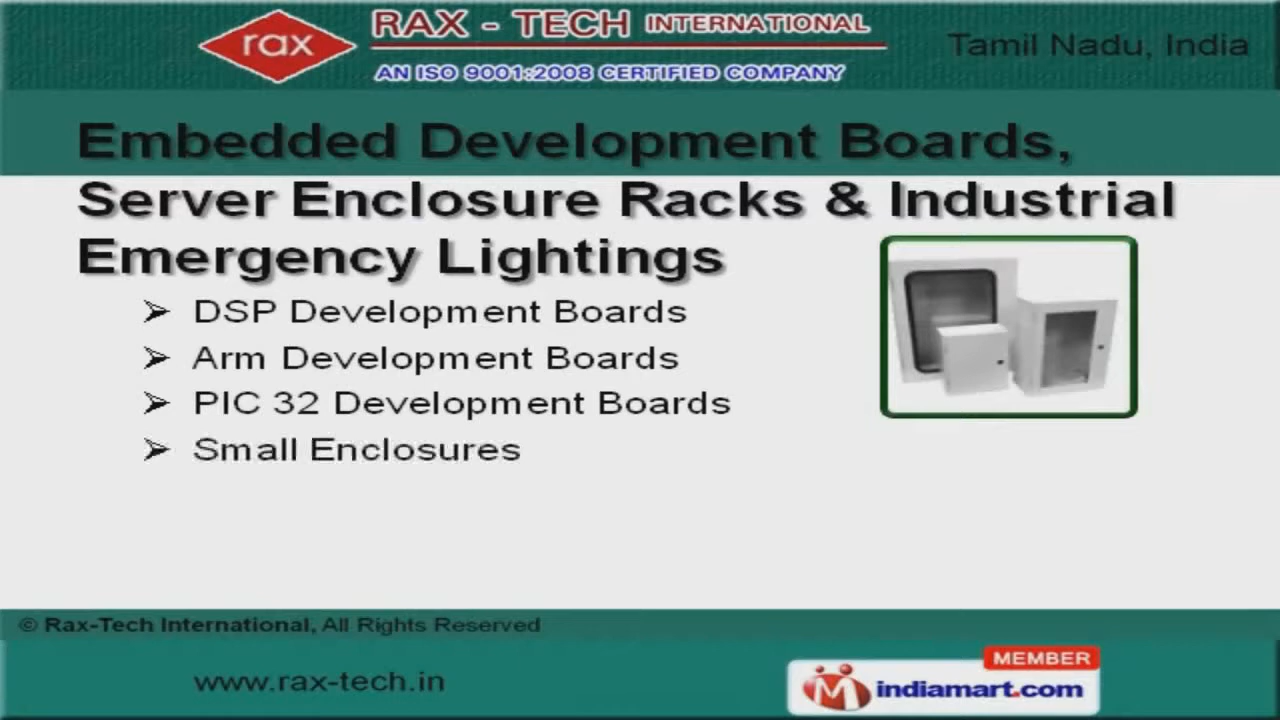 rax
RAX - TECH INTERNATIONAL
AN ISO 9001:2008 CERTIFIED COMPANY
Tamil Nadu, India
Embedded Development Boards,
Server Enclosure Racks & Industrial
Emergency Lightings
➢ DSP Development Boards
➢ Arm Development Boards
➢ PIC 32 Development Boards
➢ Small Enclosures
© Rax-Tech International, All Rights Reserved
www.rax-tech.in
MEMBER
indiamart.com